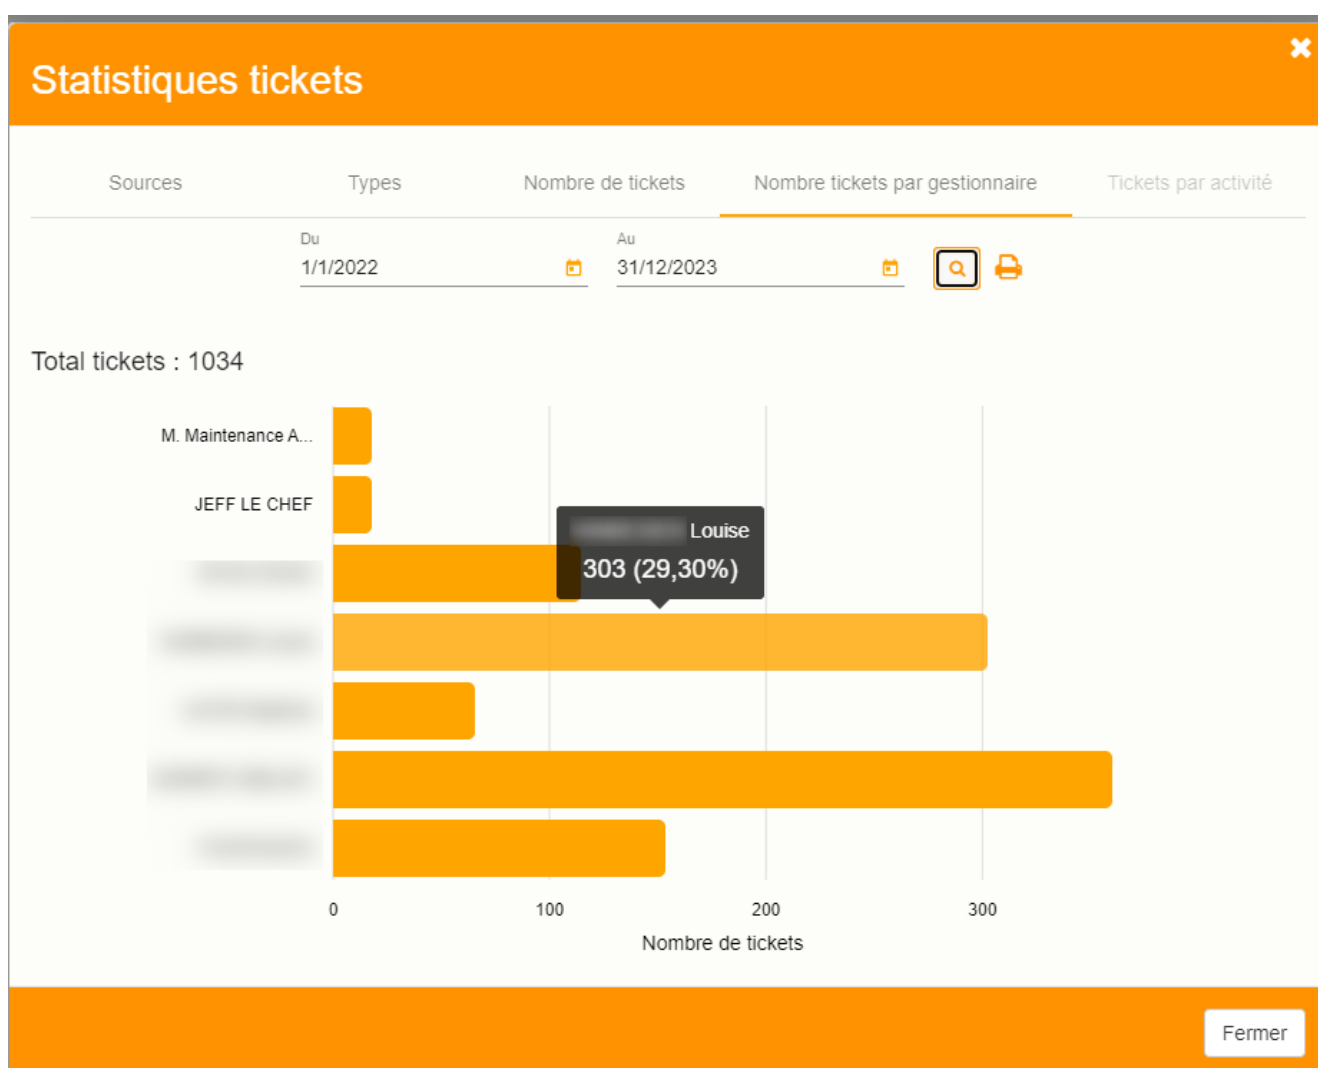 Statistiques tickets
Sources
Types
Nombre de tickets
Nombre tickets par gestionnaire
Tickets par activité
Du
1/1/2022
Au
31/12/2023
Total tickets : 1034
M. Maintenance A...
JEFF LE CHEF
Louise
303 (29,30%)
0
100
200
300
Nombre de tickets
Fermer